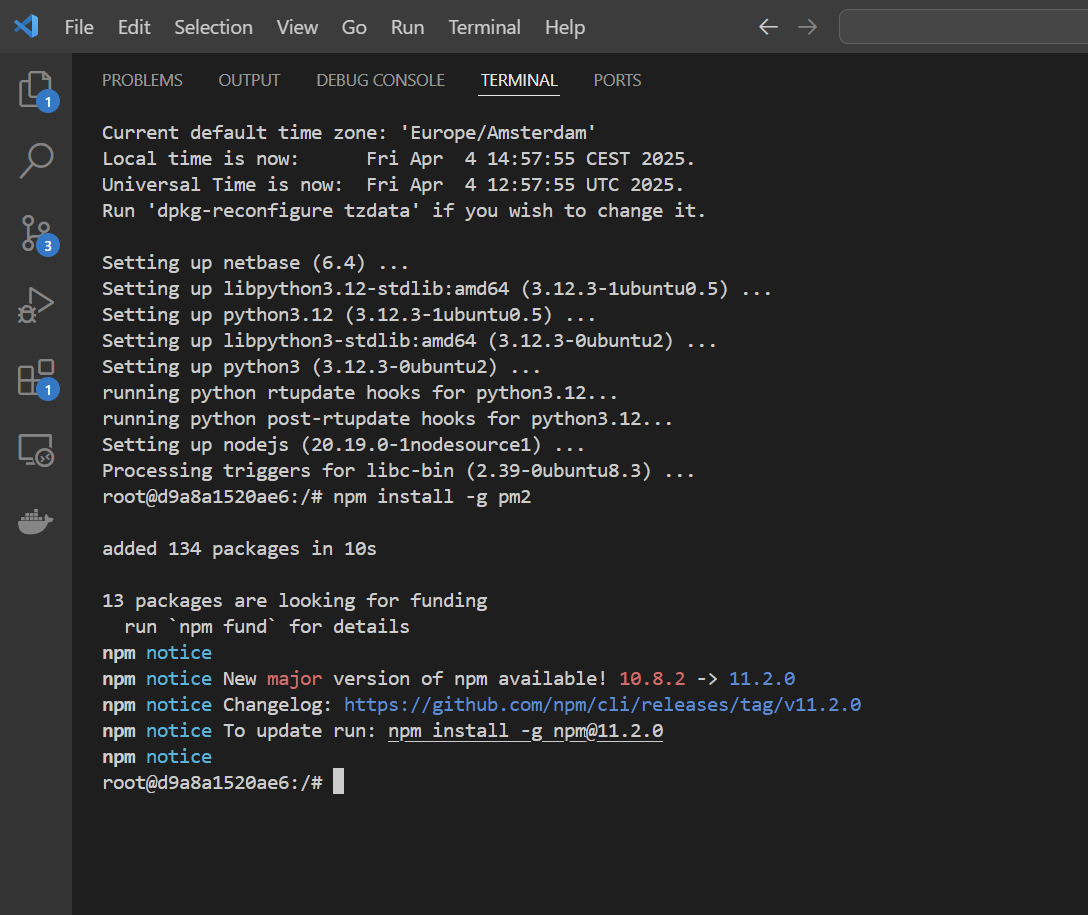 File Edit Selection View Go Run Terminal Help
1
3
1
PROBLEMS OUTPUT DEBUG CONSOLE TERMINAL PORTS
Current default time zone: 'Europe/Amsterdam'
Local time is now:      Fri Apr  4 14:57:55 CEST 2025.
Universal Time is now:  Fri Apr  4 12:57:55 UTC 2025.
Run 'dpkg-reconfigure tzdata' if you wish to change it.
Setting up netbase (6.4) ...
Setting up libpython3.12-stdlib:amd64 (3.12.3-1ubuntu0.5) ...
Setting up python3.12 (3.12.3-1ubuntu0.5) ...
Setting up libpython3-stdlib:amd64 (3.12.3-0ubuntu2) ...
Setting up python3 (3.12.3-0ubuntu2) ...
running python rtupdate hooks for python3.12...
running python post-rtupdate hooks for python3.12...
Setting up nodejs (20.19.0-1nodesource1) ...
Processing triggers for libc-bin (2.39-0ubuntu8.3) ...
root@d9a8a1520ae6:/# npm install -g pm2
added 134 packages in 10s
13 packages are looking for funding
  run `npm fund` for details
npm notice
npm notice New major version of npm available! 10.8.2 -> 11.2.0
npm notice Changelog: https://github.com/npm/cli/releases/tag/v11.2.0
npm notice To update run: npm install -g npm@11.2.0
npm notice
root@d9a8a1520ae6:/#